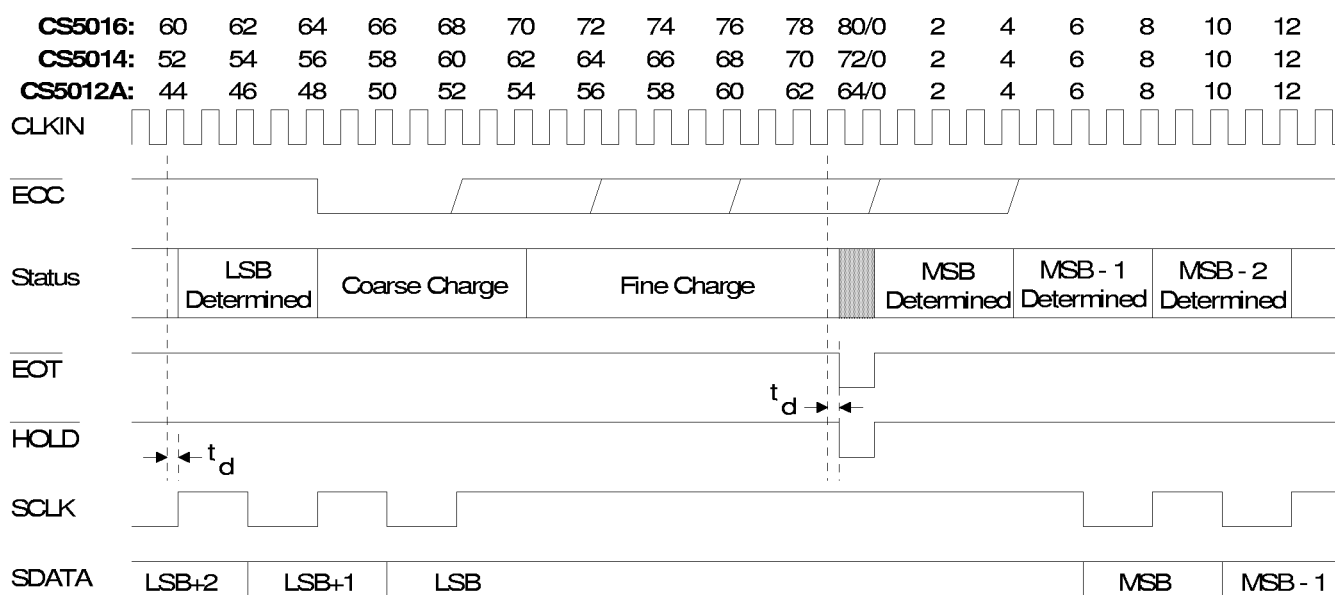 CS5016: 60 62 64 66 68 70 72 74 76 78 80/0 2 4 6 8 10 12
CS5014: 52 54 56 58 60 62 64 66 68 70 72/0 2 4 6 8 10 12
CS5012A: 44 46 48 50 52 54 56 58 60 62 64/0 2 4 6 8 10 12
CLKIN
EOC
Status
LSB Determined
Coarse Charge
Fine Charge
MSB Determined
MSB - 1 Determined
MSB - 2 Determined
EOT
td
HOLD
td
SCLK
SDATA LSB+2 LSB+1 LSB MSB MSB - 1